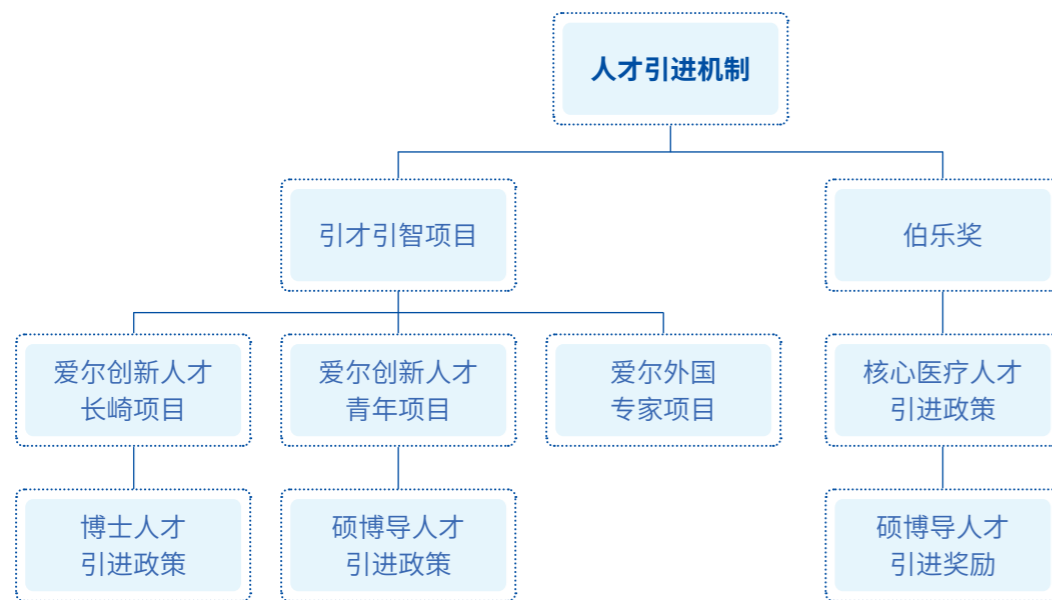 人才引进机制
引才引智项目
伯乐奖
爱尔创新人才
长崎项目
爱尔创新人才
青年项目
爱尔外国
专家项目
核心医疗人才
引进政策
博士人才
引进政策
硕博导人才
引进政策
硕博导人才
引进奖励